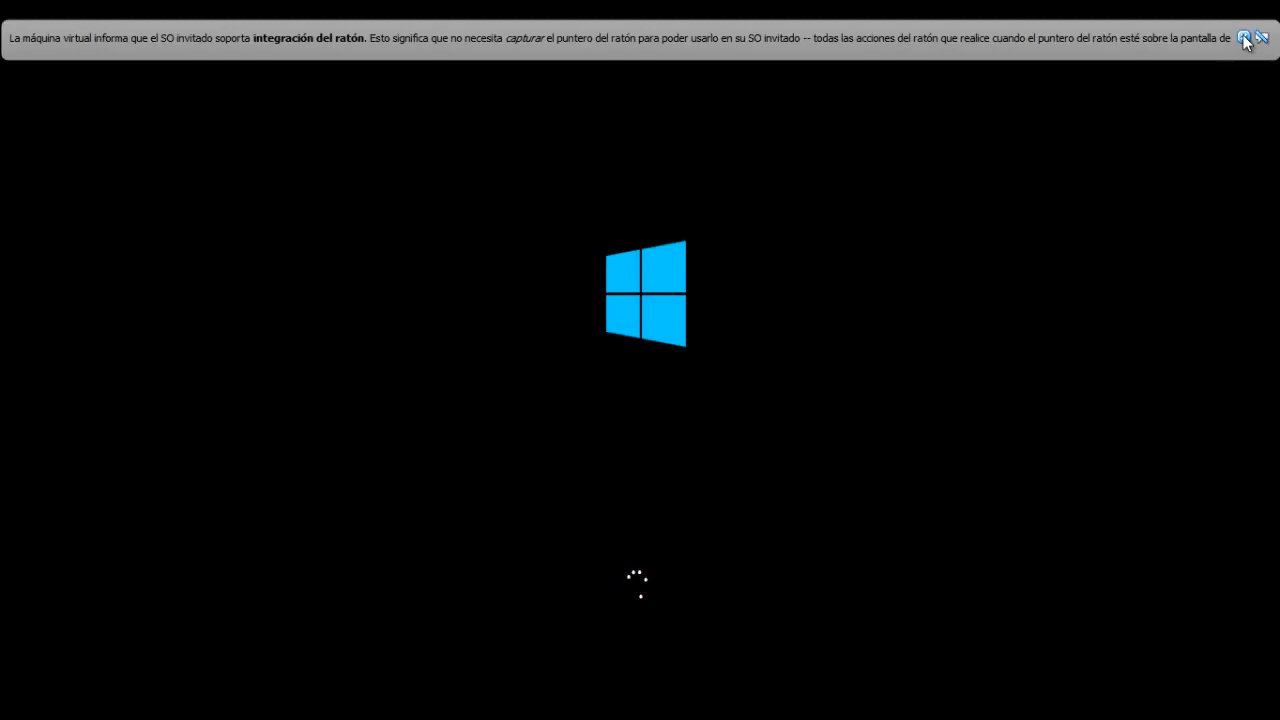 La máquina virtual informa que el SO invitado soporta integración del ratón. Esto significa que no necesita capturar el puntero del ratón para poder usarlo en su SO invitado -- todas las acciones del ratón que realice cuando el puntero del ratón esté sobre la pantalla de